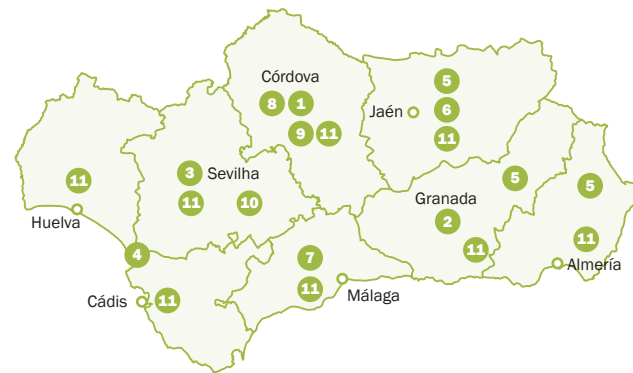 Córdova
8 1
9 11
5
Jaén 6
11
3 Sevilha
11 10
11
Huelva
5
5
Granada
2
11
11
Almería
4
7
11
Málaga
Cádis 11